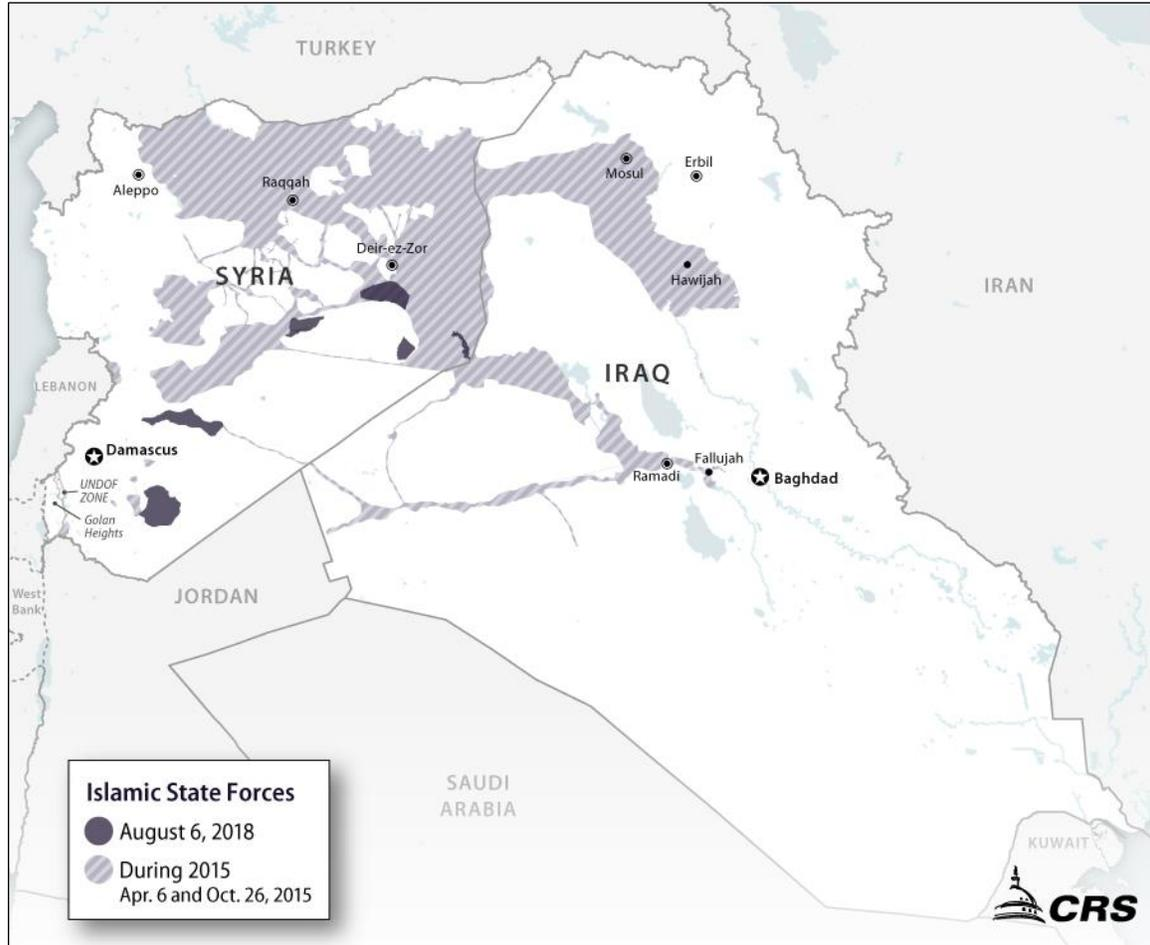 TURKEY
Aleppo
Raqqah
Mosul
Erbil
Deir-ez-Zor
SYRIA
Hawijah
IRAN
IRAQ
LEBANON
Damascus
Ramadi
Fallujah
Baghdad
UNDOF
ZONE
Golan
Heights
West
Bank
JORDAN
SAUDI
ARABIA
KUWAIT
Islamic State Forces
August 6, 2018
During 2015
Apr. 6 and Oct. 26, 2015
CRS